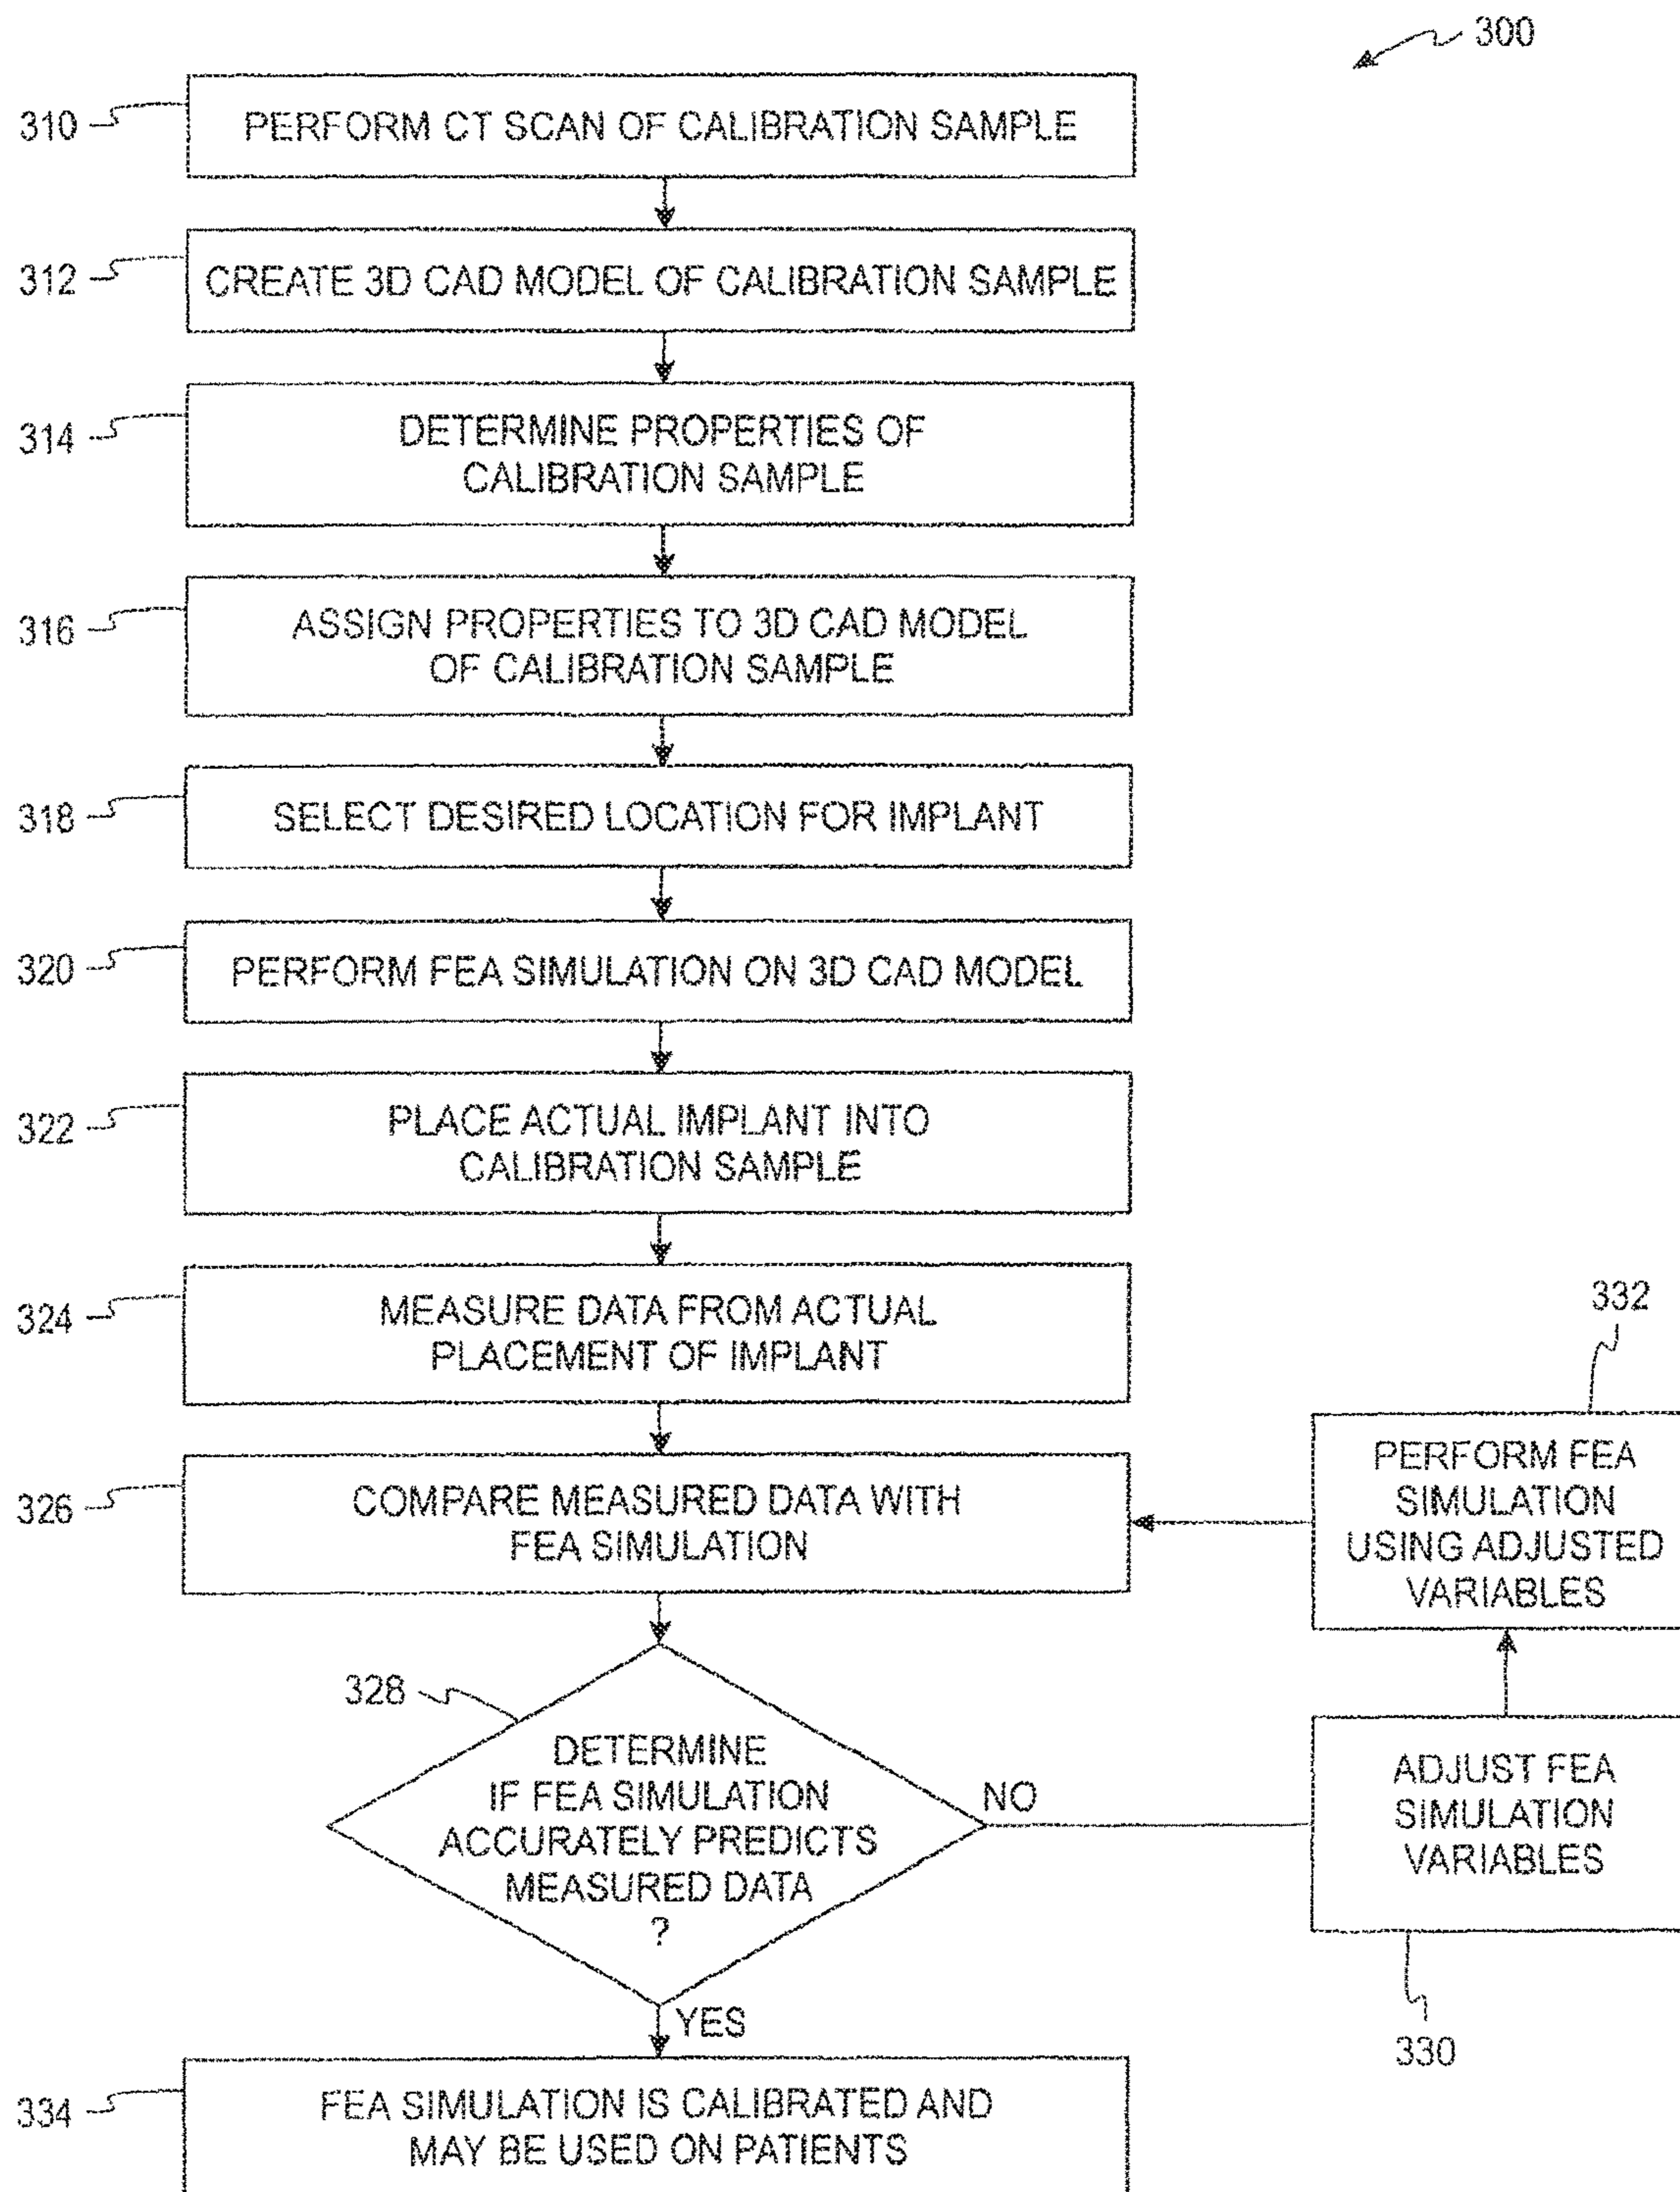 300
310
PERFORM CT SCAN OF CALIBRATION SAMPLE
312
CREATE 3D CAD MODEL OF CALIBRATION SAMPLE
314
DETERMINE PROPERTIES OF
CALIBRATION SAMPLE
316
ASSIGN PROPERTIES TO 3D CAD MODEL
OF CALIBRATION SAMPLE
318
SELECT DESIRED LOCATION FOR IMPLANT
320
PERFORM FEA SIMULATION ON 3D CAD MODEL
322
PLACE ACTUAL IMPLANT INTO
CALIBRATION SAMPLE
324
MEASURE DATA FROM ACTUAL
PLACEMENT OF IMPLANT
326
COMPARE MEASURED DATA WITH
FEA SIMULATION
328
DETERMINE
IF FEA SIMULATION
ACCURATELY PREDICTS
MEASURED DATA
?
NO
330
ADJUST FEA
SIMULATION
VARIABLES
332
PERFORM FEA
SIMULATION
USING ADJUSTED
VARIABLES
YES
334
FEA SIMULATION IS CALIBRATED AND
MAY BE USED ON PATIENTS